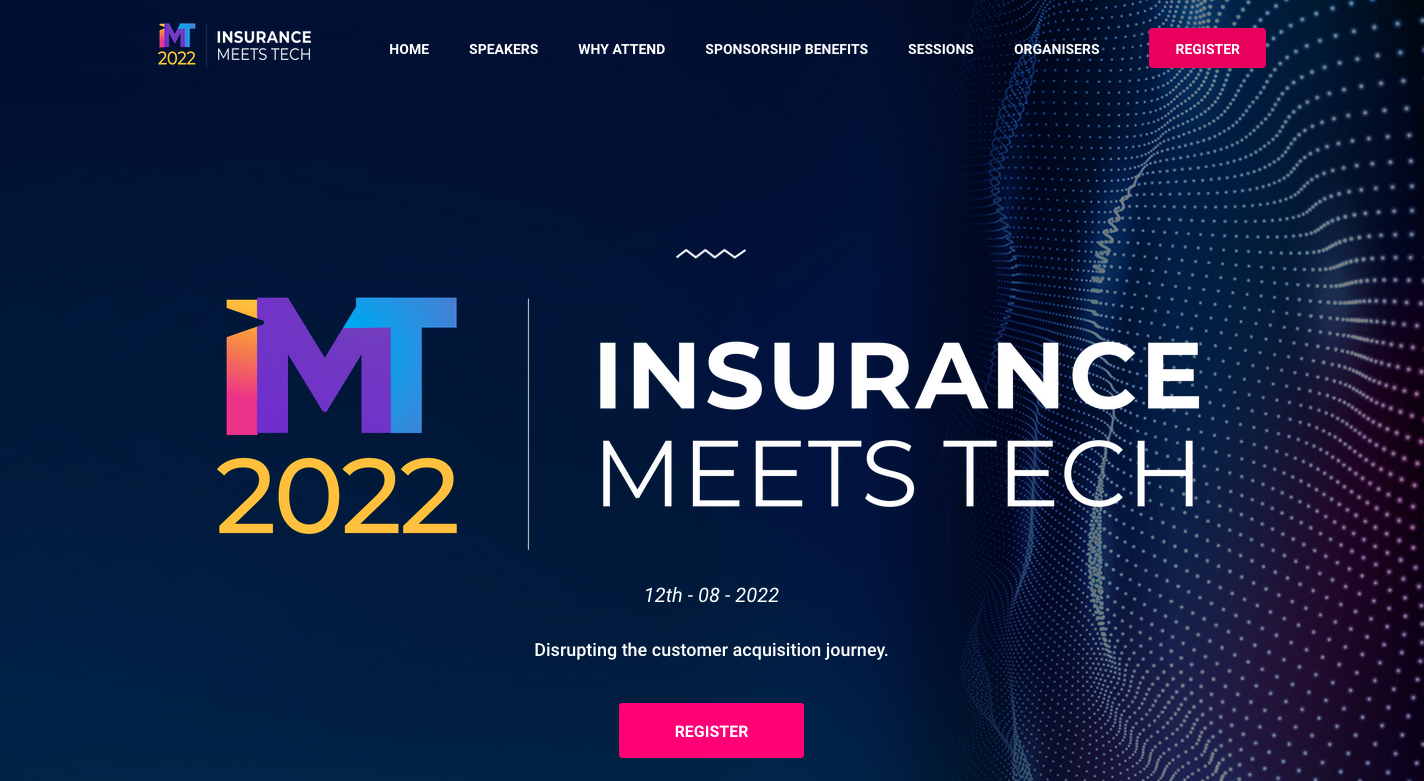 iMT
2022
INSURANCE
MEETS TECH
HOME
SPEAKERS
WHY ATTEND
SPONSORSHIP BENEFITS
SESSIONS
ORGANISERS
REGISTER
iMT
2022
INSURANCE
MEETS TECH
12th - 08 - 2022
Disrupting the customer acquisition journey.
REGISTER